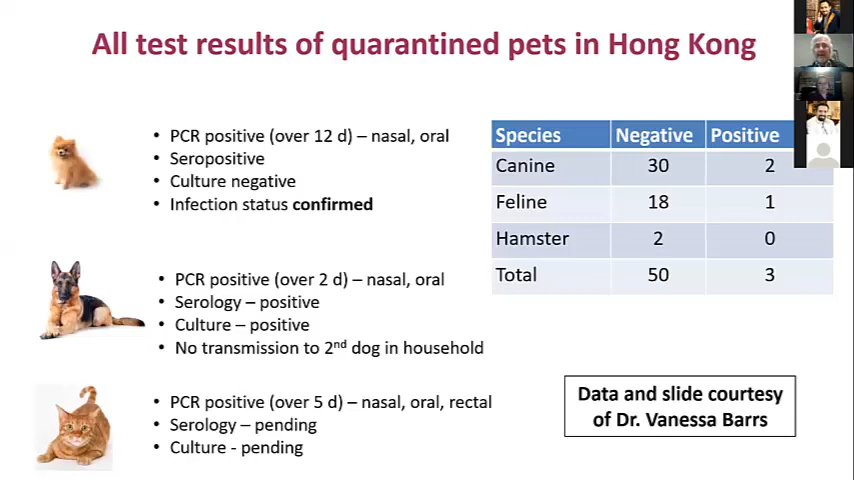 All test results of quarantined pets in Hong Kong
• PCR positive (over 12 d) – nasal, oral
• Seropositive
• Culture negative
• Infection status confirmed
• PCR positive (over 2 d) – nasal, oral
• Serology – positive
• Culture – positive
• No transmission to 2nd dog in household
• PCR positive (over 5 d) – nasal, oral, rectal
• Serology – pending
• Culture - pending
Species Negative Positive
Canine 30 2
Feline 18 1
Hamster 2 0
Total 50 3
Data and slide courtesy
of Dr. Vanessa Barrs